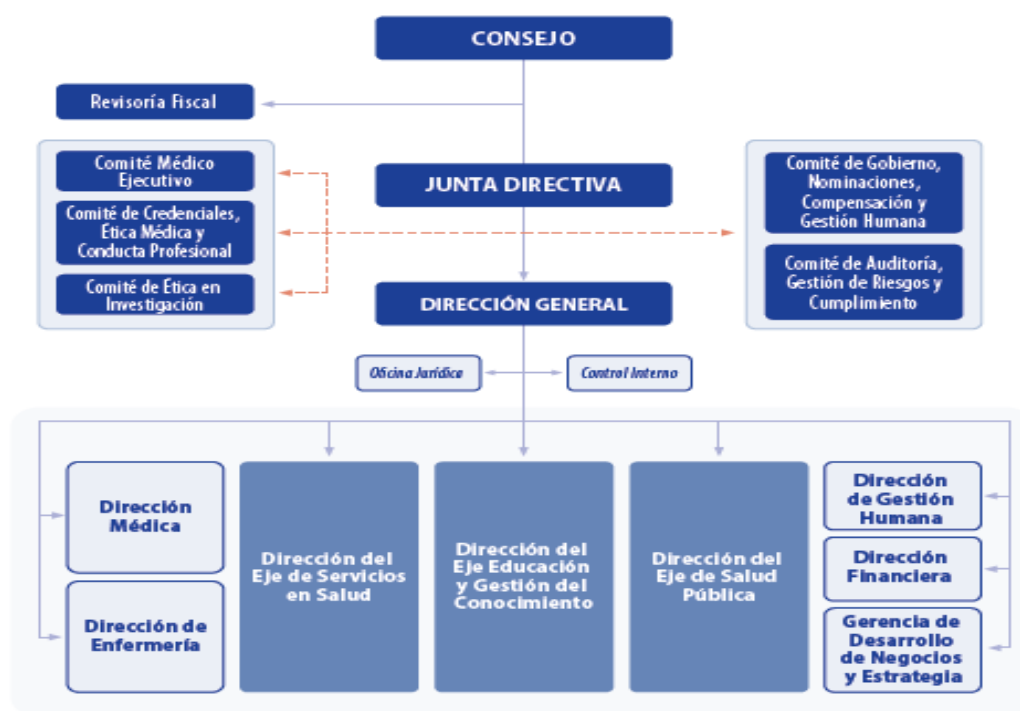 CONSEJO
Revisoría Fiscal
Comité Médico
Ejecutivo
Comité de Credenciales,
Ética Médica y
Conducta Profesional
Comité de Ética en
Investigación
JUNTA DIRECTIVA
Comité de Gobierno,
Nominaciones,
Compensación y
Gestión Humana
Comité de Auditoría,
Gestión de Riesgos y
Cumplimiento
DIRECCIÓN GENERAL
Oficina Jurídica
Control Interno
Dirección
Médica
Dirección de
Enfermería
Dirección del
Eje de Servicios
en Salud
Dirección del
Eje Educación
y Gestión del
Conocimiento
Dirección del
Eje de Salud
Pública
Dirección
de Gestión
Humana
Dirección
Financiera
Gerencia de
Desarrollo
de Negocios
y Estrategia